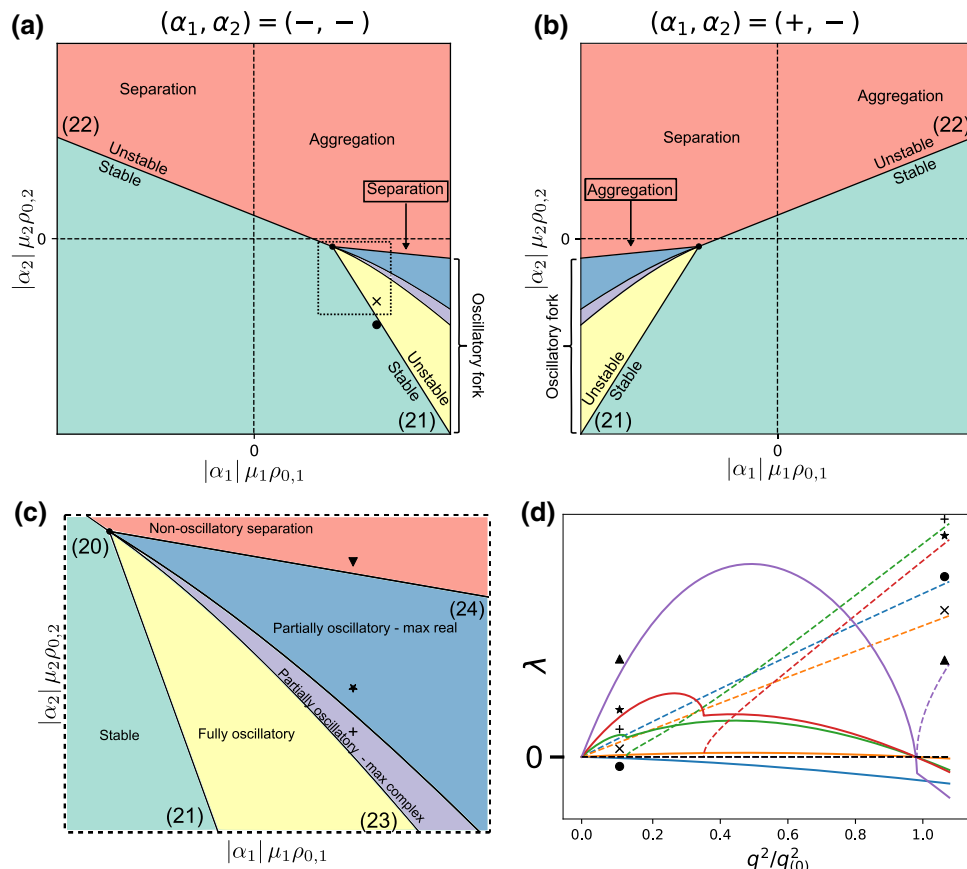 (a)
(α₁, α₂) = (−, −)
Separation
Aggregation
(22)
Unstable
Stable
Separation
|α₂| μ₂ρ₀,₂
0
Oscillatory fork
Unstable
Stable
(21)
0
|α₁| μ₁ρ₀,₁
(b)
(α₁, α₂) = (+, −)
Aggregation
Separation
(22)
Unstable
Stable
Aggregation
|α₂| μ₂ρ₀,₂
0
Oscillatory fork
Unstable
Stable
(21)
0
|α₁| μ₁ρ₀,₁
(c)
Non-oscillatory separation
(20)
(24)
Partially oscillatory - max real
Partially oscillatory - max complex
Stable
Fully oscillatory
(21)
(23)
|α₂| μ₂ρ₀,₂
|α₁| μ₁ρ₀,₁
(d)
λ
0
0.0 0.2 0.4 0.6 0.8 1.0
q²/q²₍₀₎